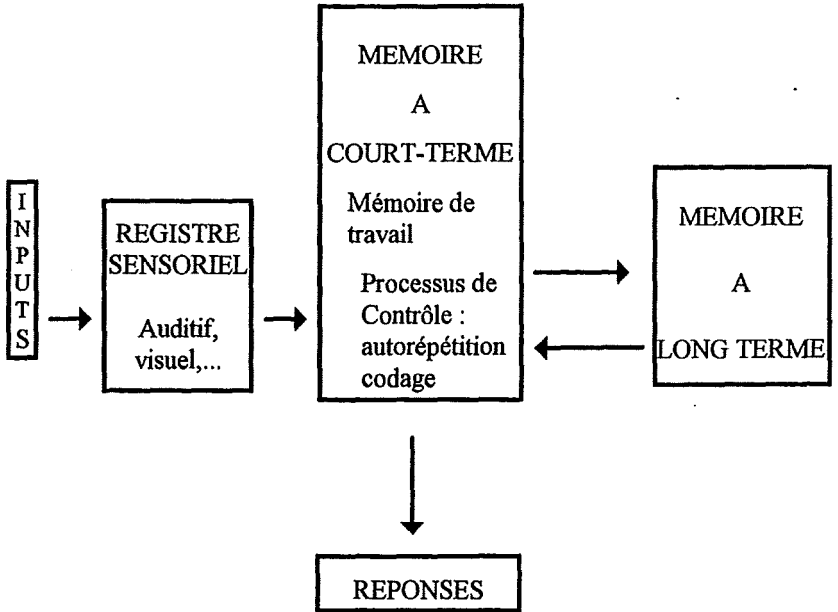 INPUTS
REGISTRE
SENSORIEL
Auditif,
visuel,...
MEMOIRE
A
COURT-TERME
Mémoire de
travail
Processus de
Contrôle :
autorépétition
codage
MEMOIRE
A
LONG TERME
REPONSES